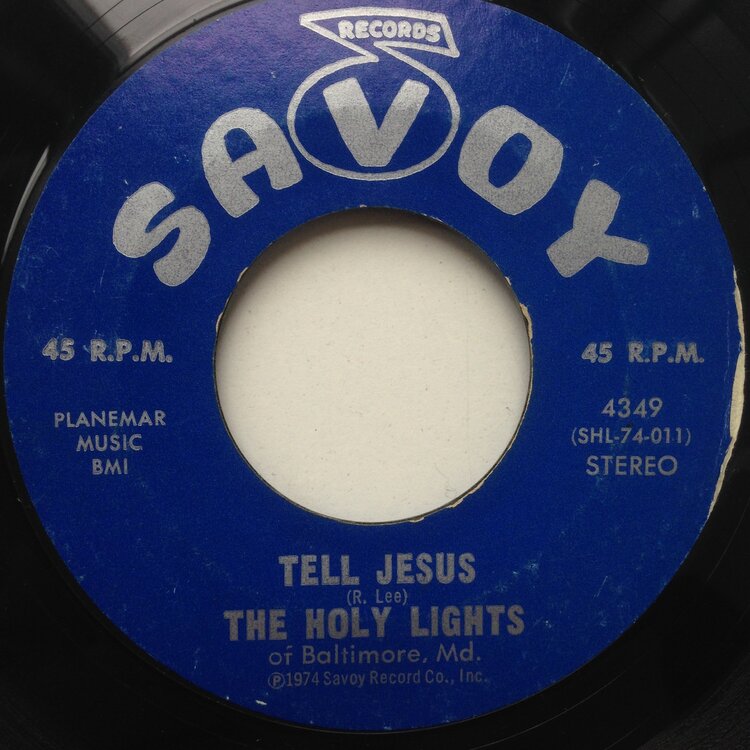 RECORDS
SAVOY
45 R.P.M.
PLANEMAR
MUSIC
BMI
45 R.P.M.
4349
(SHL-74-011)
STEREO
TELL JESUS
(R. Lee)
THE HOLY LIGHTS
of Baltimore, Md.
℗1974 Savoy Record Co., Inc.